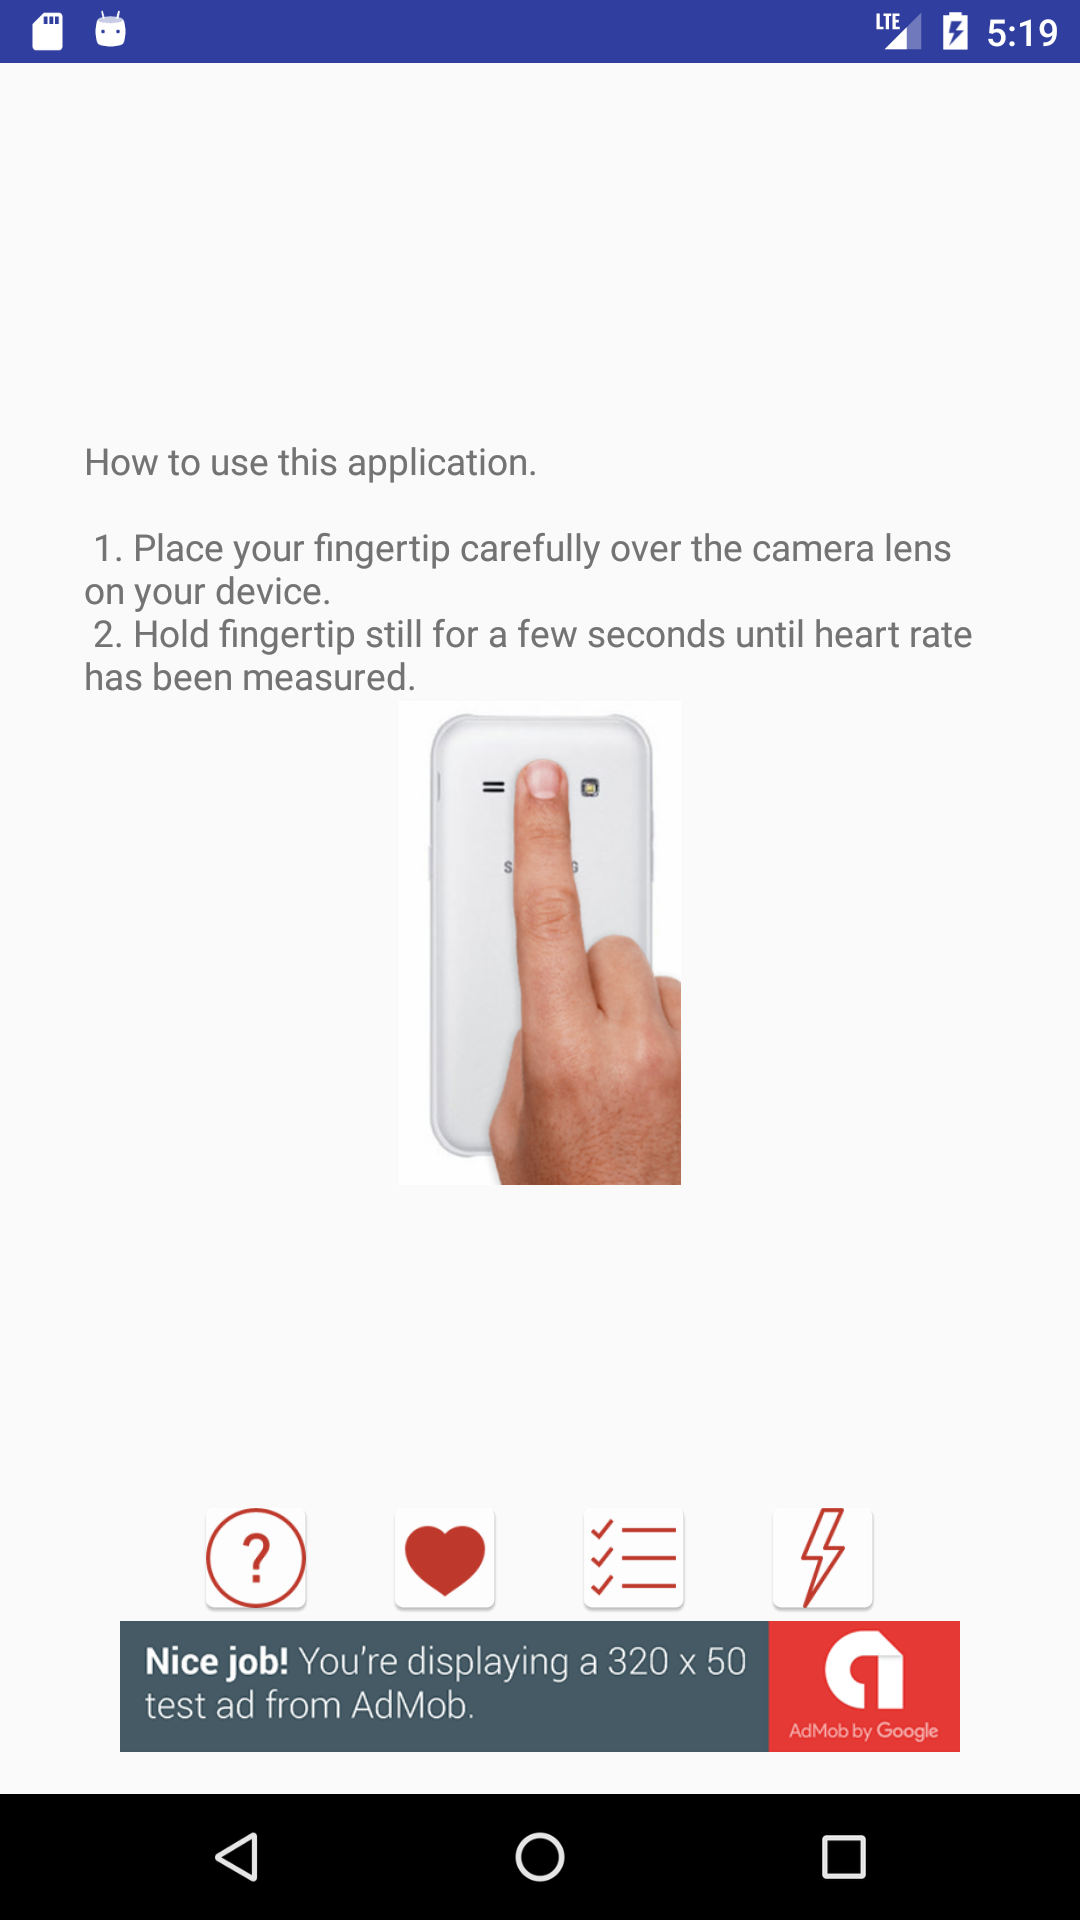 LTE 5:19
How to use this application.
1. Place your fingertip carefully over the camera lens
on your device.
2. Hold fingertip still for a few seconds until heart rate
has been measured.
S G
?
Nice job! You're displaying a 320 x 50
test ad from AdMob.
AdMob by Google